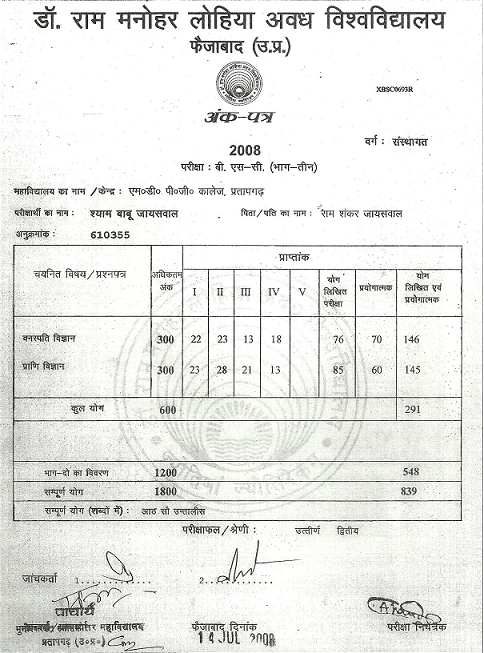 डॉ. राम मनोहर लोहिया अवध विश्वविद्यालय
फैजाबाद (उ.प्र.)
XBSC0693R
अंक-पत्र
2008
वर्ग : संस्थागत
परीक्षा : बी. एस-सी. (भाग-तीन)
महाविद्यालय का नाम / केन्द्र : एम०डी० पी०जी० कालेज, प्रतापगढ़
परीक्षार्थी का नाम : श्याम बाबू जायसवाल पिता/पति का नाम : राम शंकर जायसवाल
अनुक्रमांक : 610355
चयनित विषय/प्रश्नपत्र अधिकतम अंक प्राप्तांक
I II III IV V योग लिखित परीक्षा प्रयोगात्मक योग लिखित एवं प्रयोगात्मक
वनस्पति विज्ञान 300 22 23 13 18 76 70 146
प्राणि विज्ञान 300 23 28 21 13 85 60 145
कुल योग 600 291
भाग-दो का विवरण 1200 548
सम्पूर्ण योग 1800 839
सम्पूर्ण योग (शब्दों में) : आठ सौ उन्तालीस
परीक्षाफल/श्रेणी : उत्तीर्ण द्वितीय
जांचकर्ता 1. 2.
प्राचार्य
महाविद्यालय फैजाबाद दिनांक परीक्षा नियंत्रक
प्रतापगढ़ (उ०प्र०) 14 JUL 2008